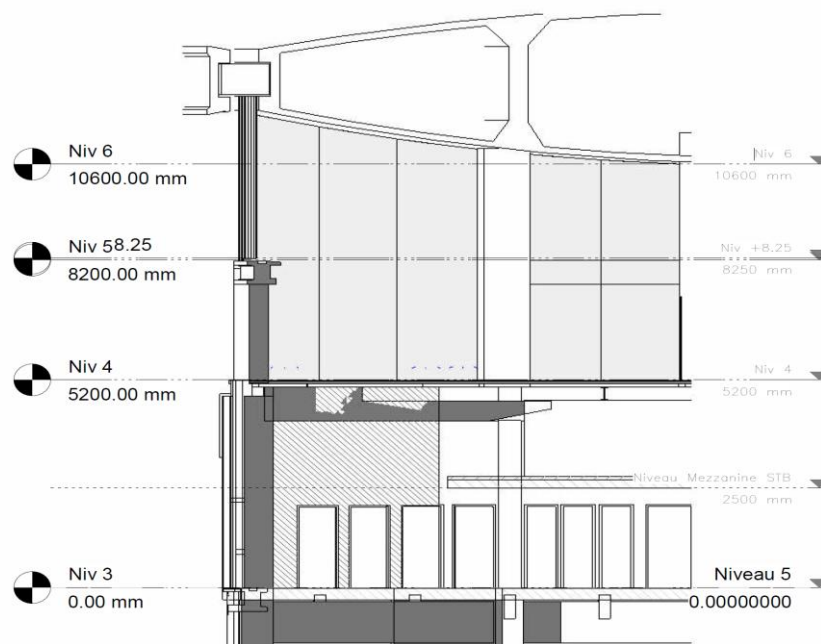 Niv 6
10600.00 mm
Niv 6
10600 mm
Niv 58.25
8200.00 mm
Niv +8.25
8250 mm
Niv 4
5200.00 mm
Niv 4
5200 mm
Niveau Mezzanine STB
2500 mm
Niv 3
0.00 mm
Niveau 5
0.00000000